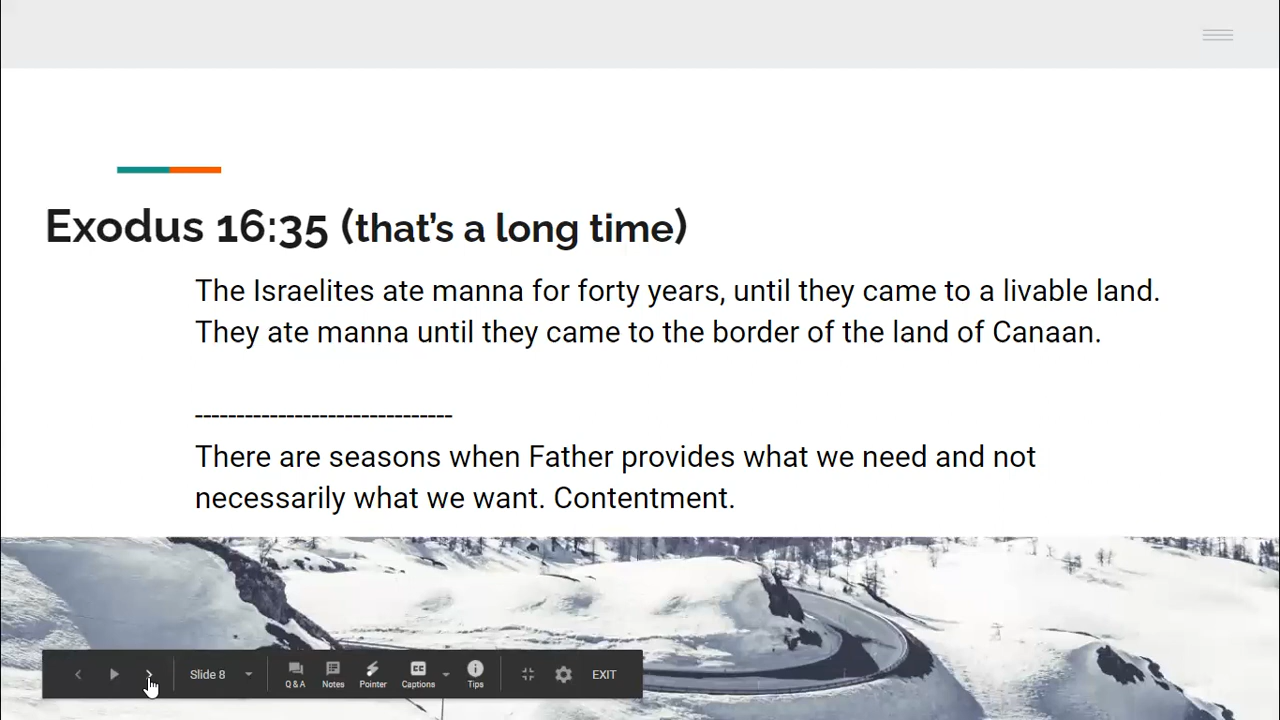 Exodus 16:35 (that’s a long time)
The Israelites ate manna for forty years, until they came to a livable land.
They ate manna until they came to the border of the land of Canaan.
-------------------------------
There are seasons when Father provides what we need and not
necessarily what we want. Contentment.
Slide 8
Q & A
Notes
Pointer
Captions
Tips
EXIT